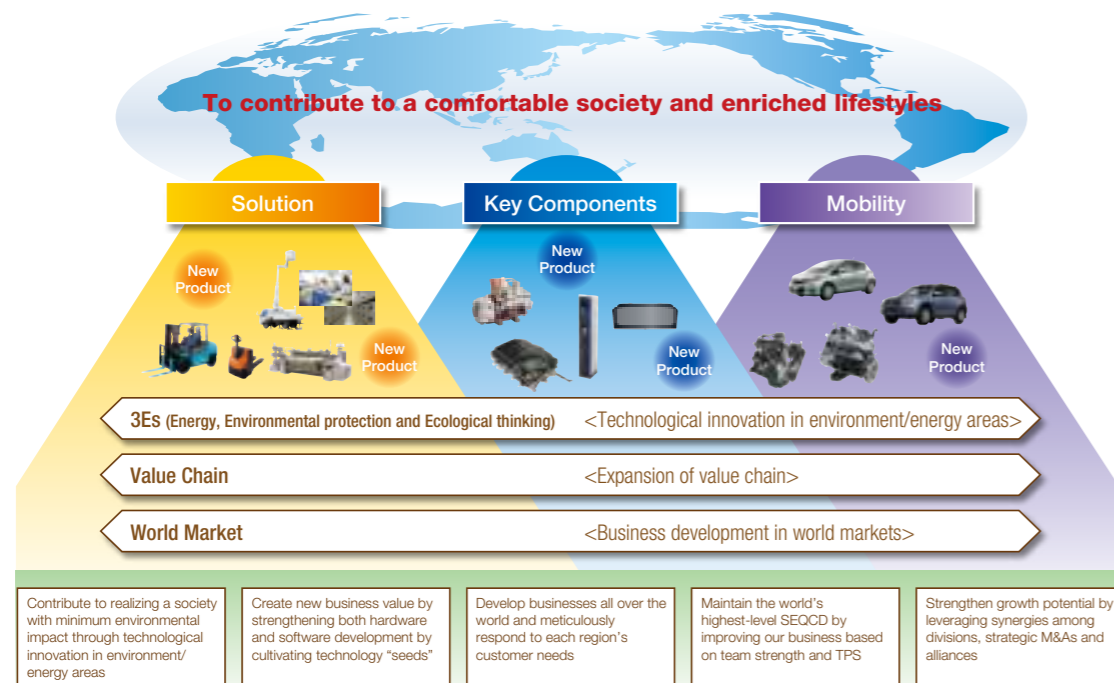 To contribute to a comfortable society and enriched lifestyles
Solution
Key Components
Mobility
New
Product
New
Product
New
Product
New
Product
New
Product
3Es (Energy, Environmental protection and Ecological thinking) <Technological innovation in environment/energy areas>
Value Chain <Expansion of value chain>
World Market <Business development in world markets>
Contribute to realizing a society
with minimum environmental
impact through technological
innovation in environment/
energy areas
Create new business value by
strengthening both hardware
and software development by
cultivating technology “seeds”
Develop businesses all over the
world and meticulously
respond to each region’s
customer needs
Maintain the world’s
highest-level SEQCD by
improving our business based
on team strength and TPS
Strengthen growth potential by
leveraging synergies among
divisions, strategic M&As and
alliances